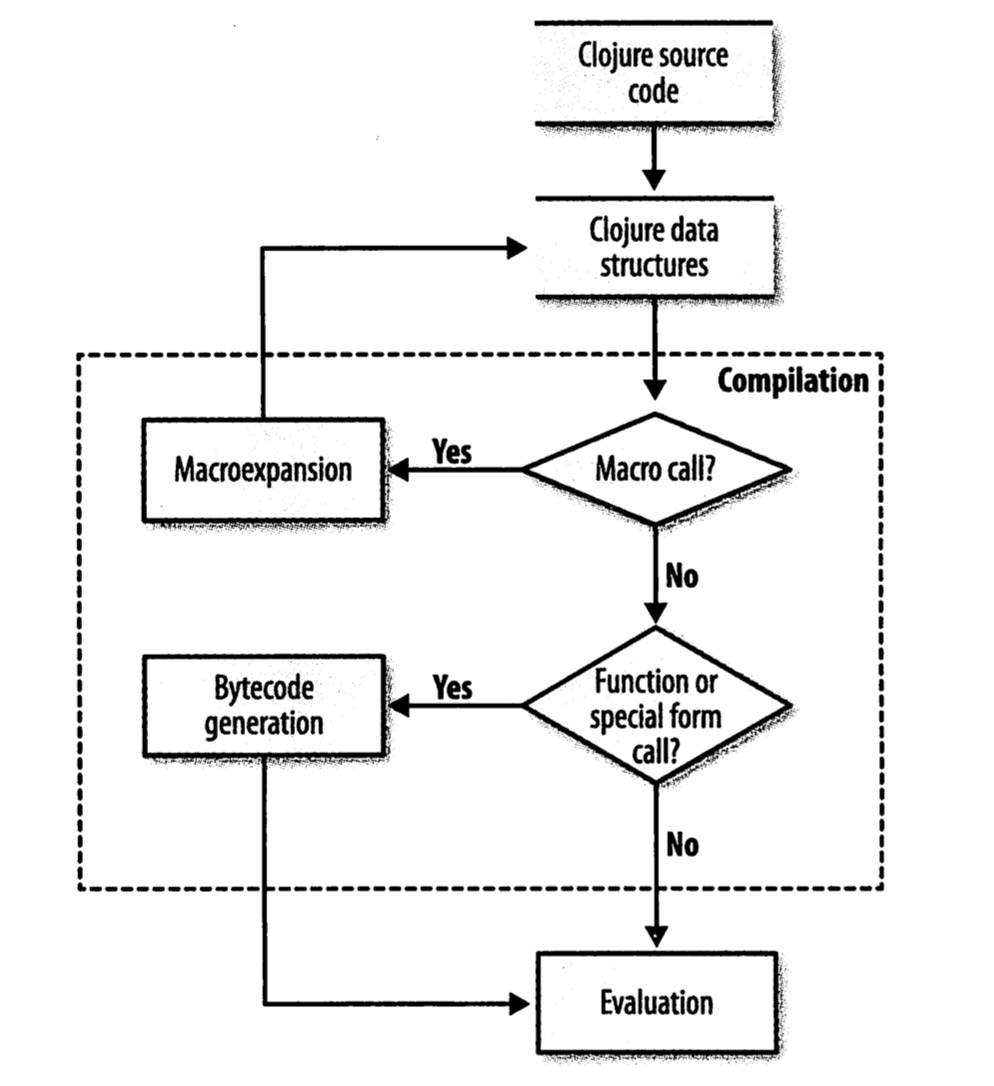 Clojure source
code
Clojure data
structures
Compilation
Macroexpansion
Yes
Macro call?
No
Bytecode
generation
Yes
Function or
special form
call?
No
Evaluation